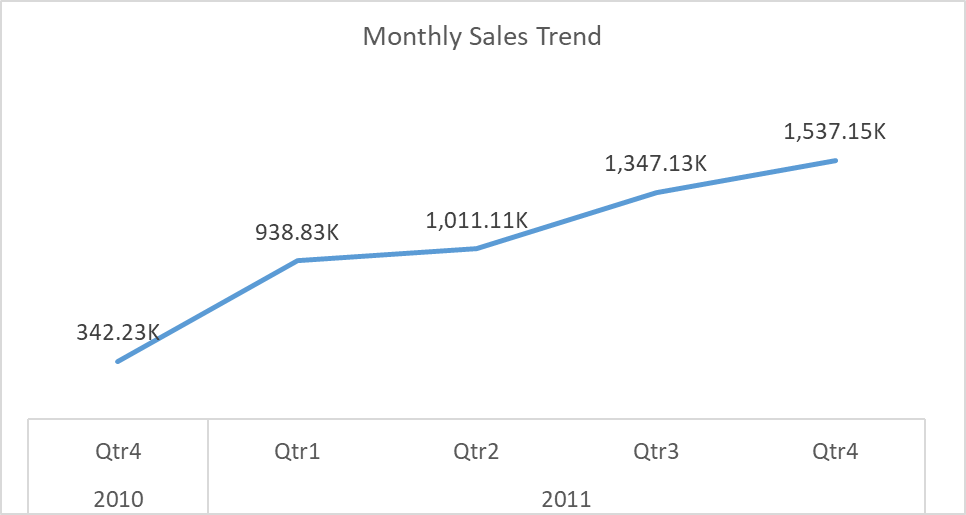 Monthly Sales Trend
1,537.15K
1,347.13K
1,011.11K
938.83K
342.23K
Qtr4 Qtr1 Qtr2 Qtr3 Qtr4
2010 2011